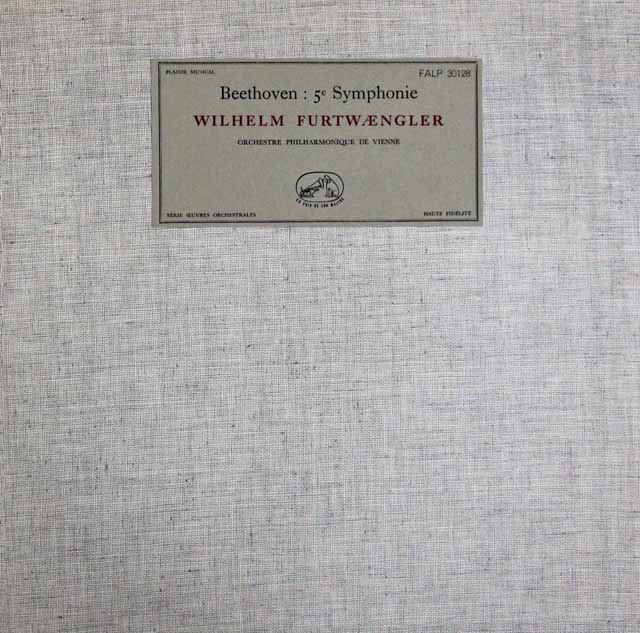 PLAISIR MUSICAL
FALP 30128
Beethoven : 5e Symphonie
WILHELM FURTWÆNGLER
ORCHESTRE PHILHARMONIQUE DE VIENNE
LA VOIX DE SON MAITRE
SÉRIE ŒUVRES ORCHESTRALES
HAUTE FIDÉLITÉ